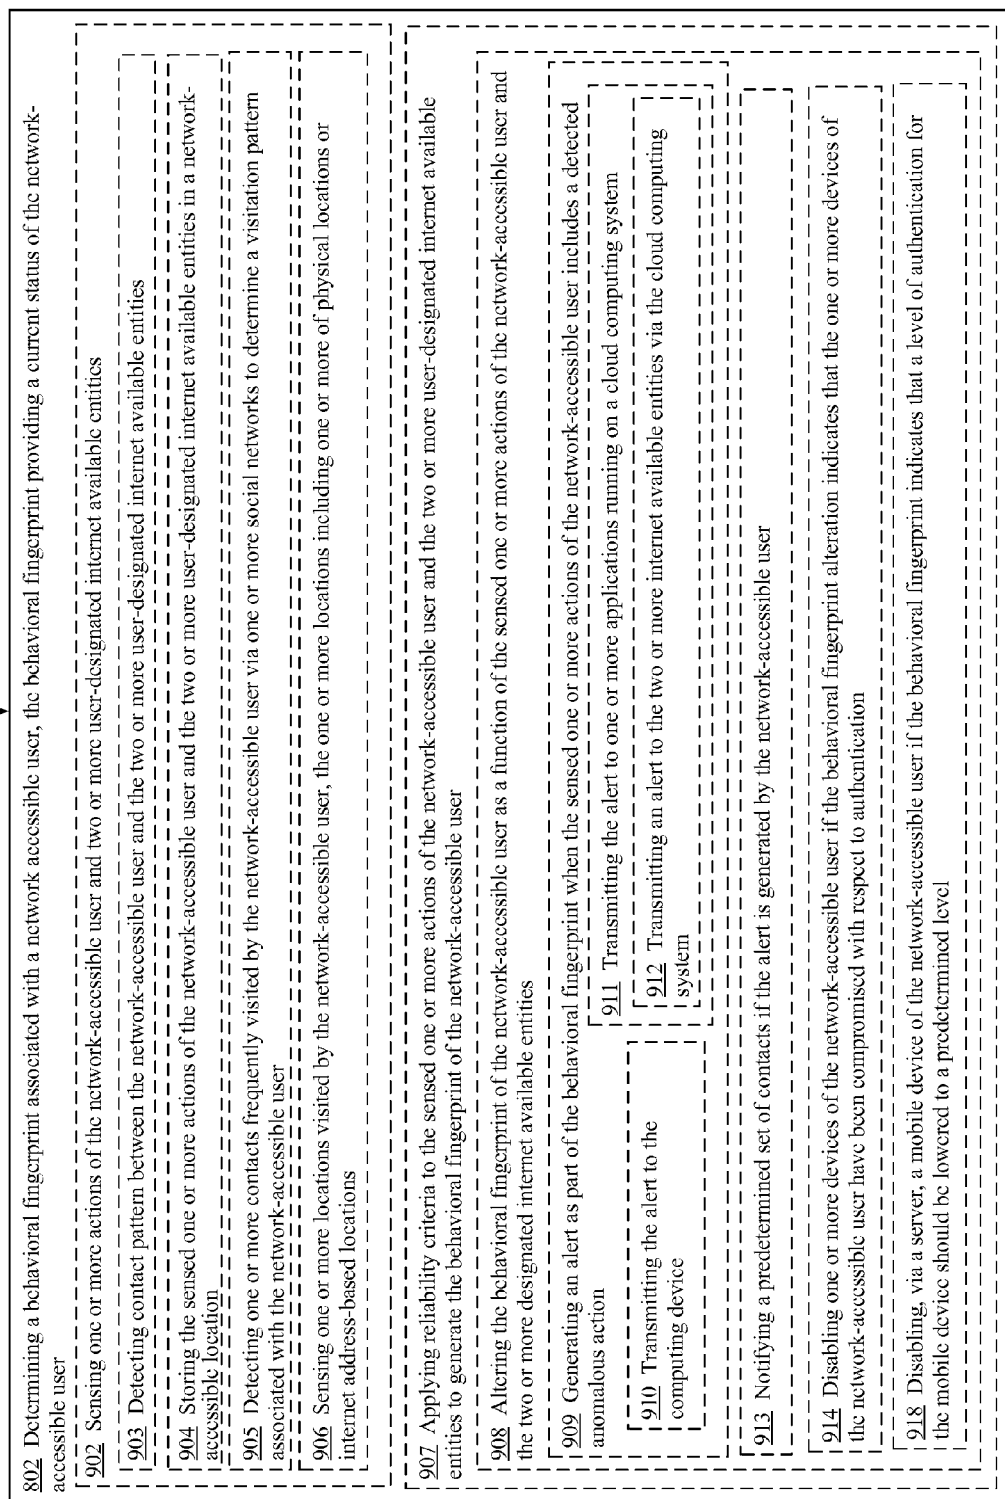 802 Determining a behavioral fingerprint associated with a network accessible user, the behavioral fingerprint providing a current status of the network-
accessible user
902 Sensing one or more actions of the network-accessible user and two or more user-designated internet available entities
903 Detecting contact pattern between the network-accessible user and the two or more user-designated internet available entities
904 Storing the sensed one or more actions of the network-accessible user and the two or more user-designated internet available entities in a network-
accessible location
905 Detecting one or more contacts frequently visited by the network-accessible user via one or more social networks to determine a visitation pattern
associated with the network-accessible user
906 Sensing one or more locations visited by the network-accessible user, the one or more locations including one or more of physical locations or
internet address-based locations
907 Applying reliability criteria to the sensed one or more actions of the network-accessible user and the two or more user-designated internet available
entities to generate the behavioral fingerprint of the network-accessible user
908 Altering the behavioral fingerprint of the network-accessible user as a function of the sensed one or more actions of the network-accessible user and
the two or more designated internet available entities
909 Generating an alert as part of the behavioral fingerprint when the sensed one or more actions of the network-accessible user includes a detected
anomalous action
910 Transmitting the alert to the
computing device
911 Transmitting the alert to one or more applications running on a cloud computing system
912 Transmitting an alert to the two or more internet available entities via the cloud computing
system
913 Notifying a predetermined set of contacts if the alert is generated by the network-accessible user
914 Disabling one or more devices of the network-accessible user if the behavioral fingerprint alteration indicates that the one or more devices of
the network-accessible user have been compromised with respect to authentication
918 Disabling, via a server, a mobile device of the network-accessible user if the behavioral fingerprint indicates that a level of authentication for
the mobile device should be lowered to a predetermined level